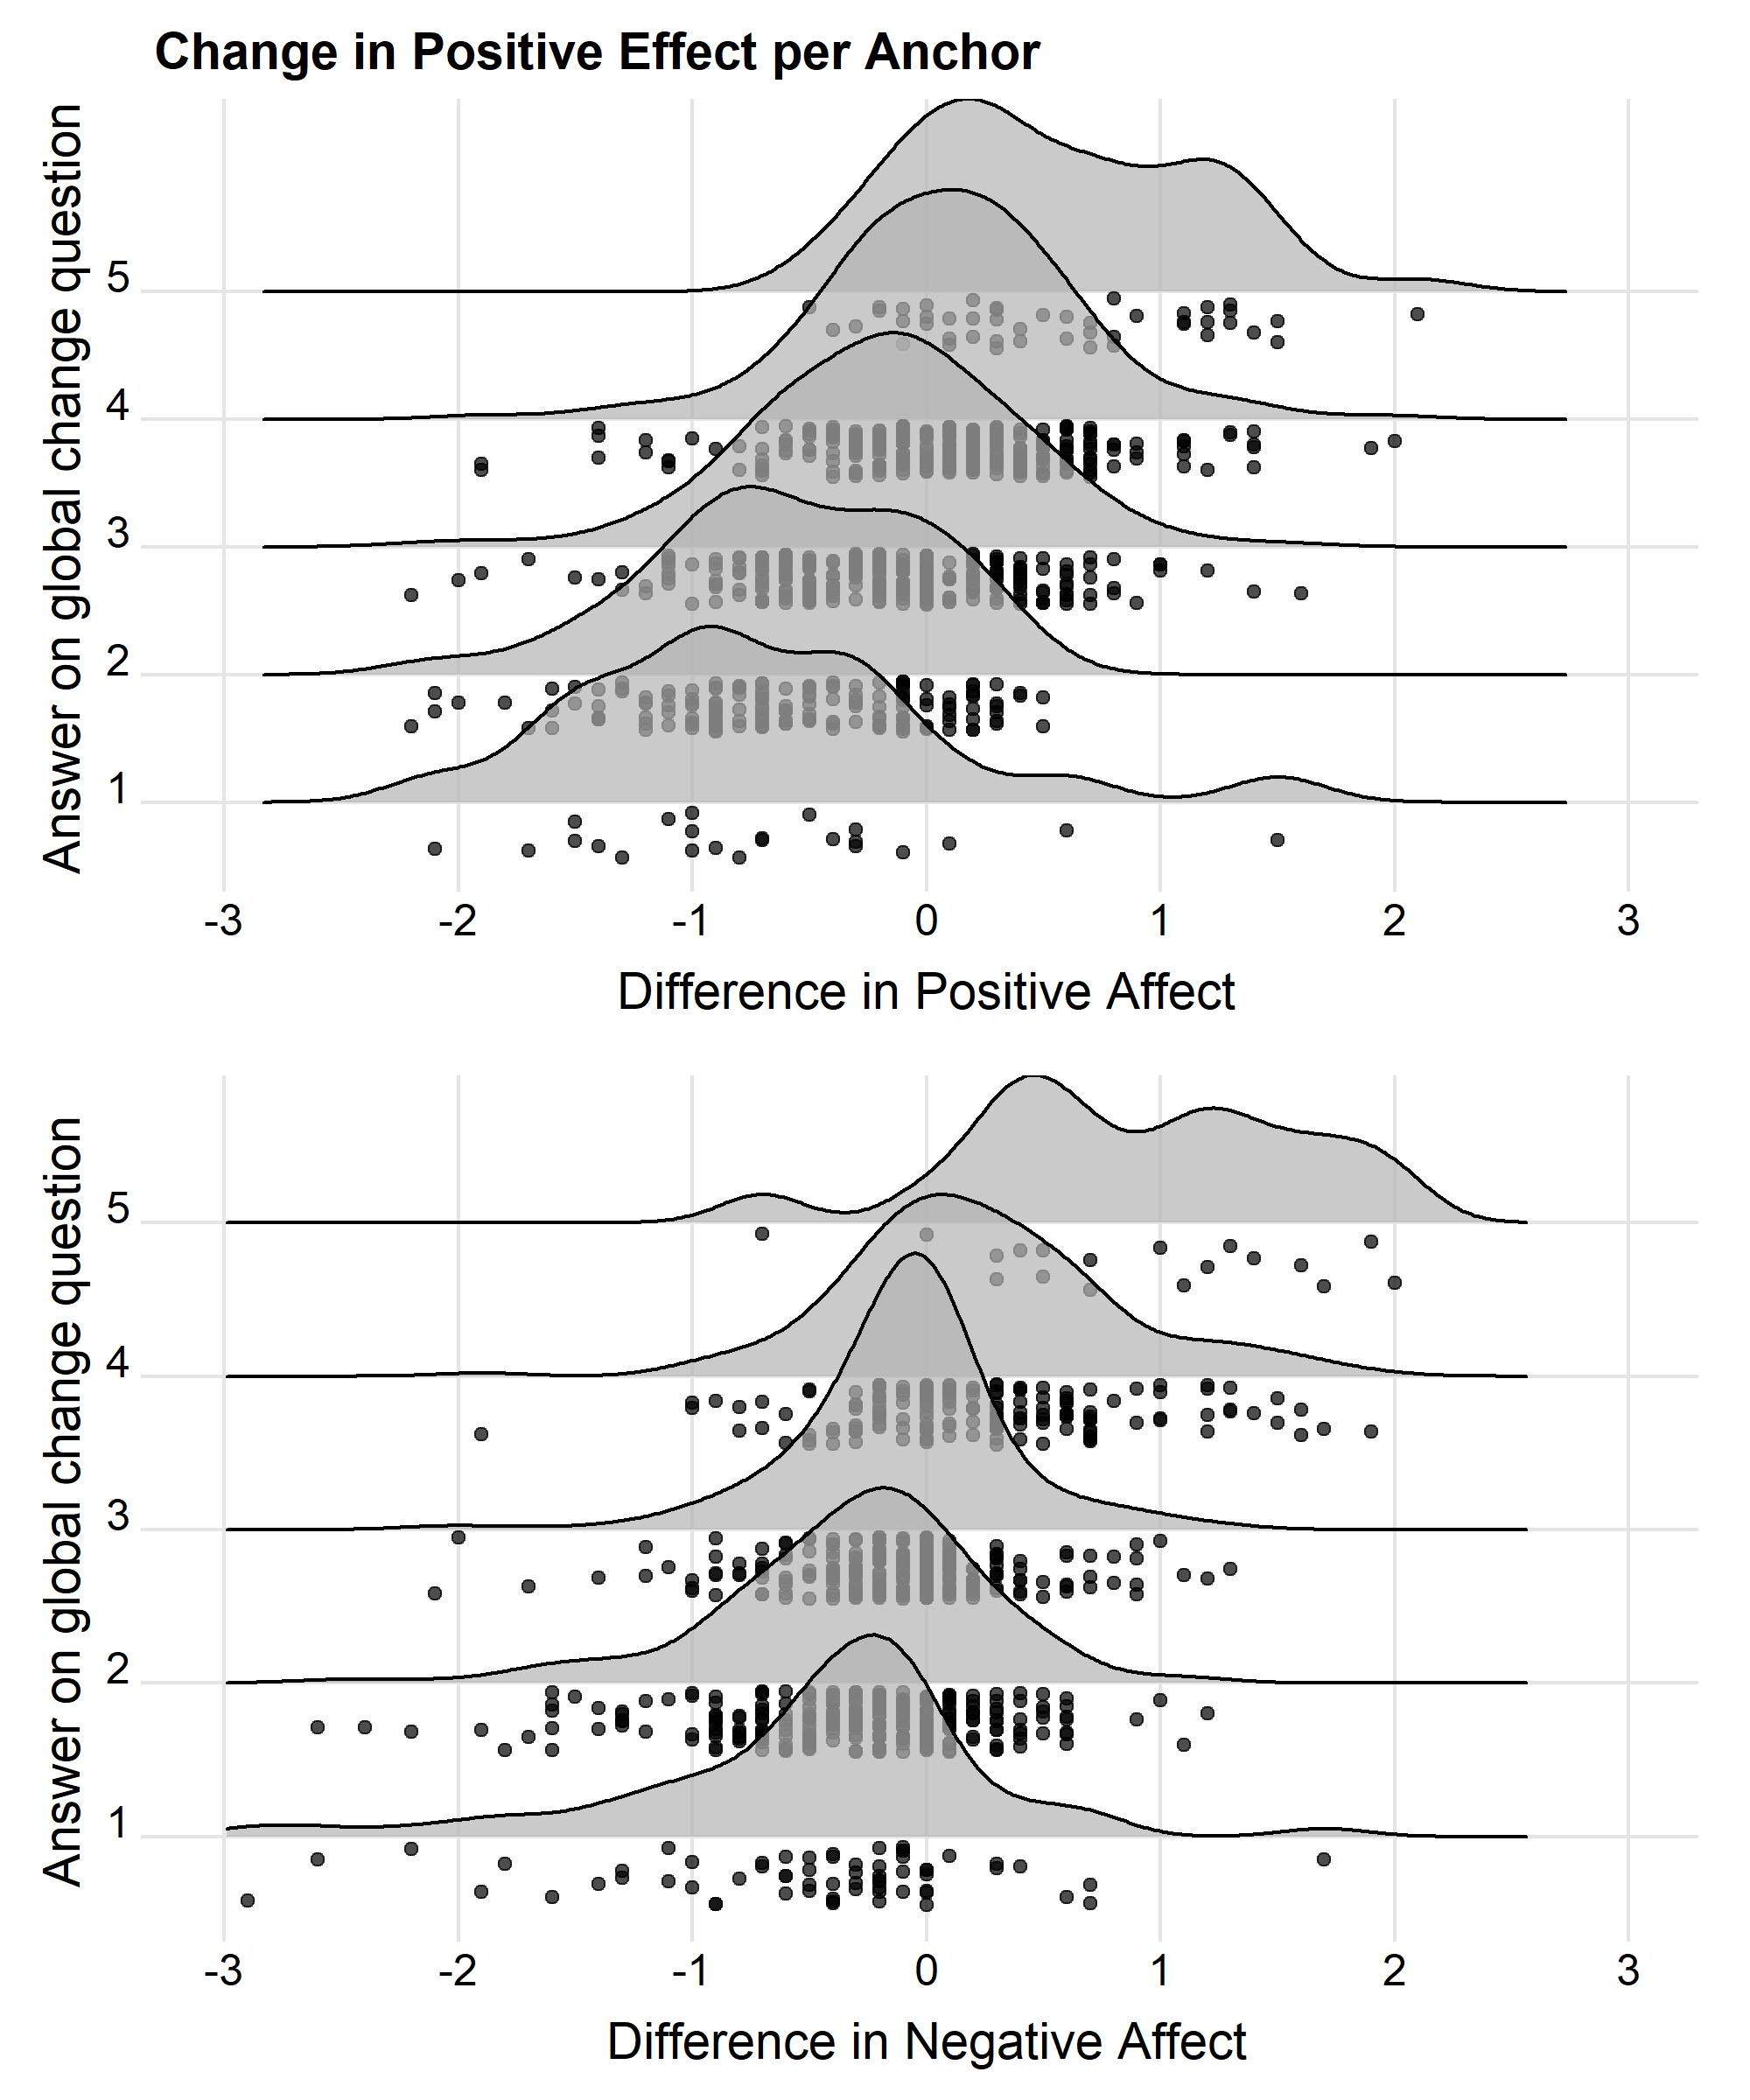 Change in Positive Effect per Anchor
Answer on global change question
5
4
3
2
1
-3 -2 -1 0 1 2 3
Difference in Positive Affect
Answer on global change question
5
4
3
2
1
-3 -2 -1 0 1 2 3
Difference in Negative Affect